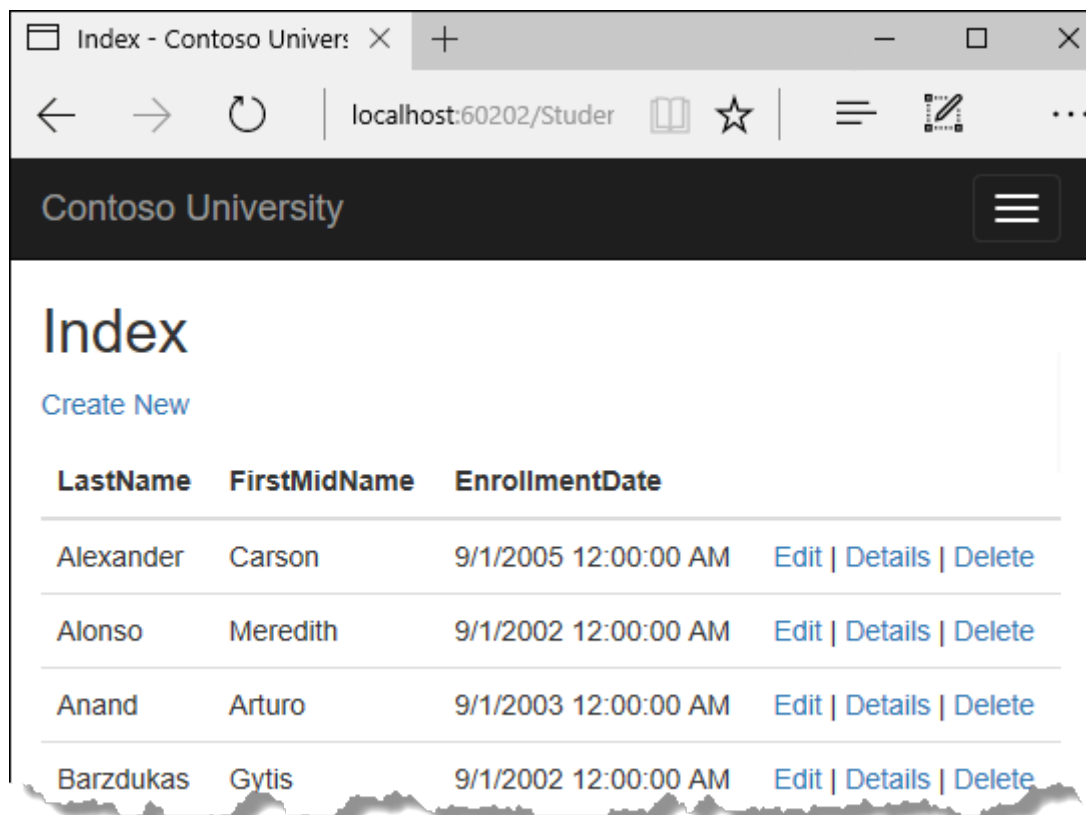 Index - Contoso Univers
localhost:60202/Studer
Contoso University
Index
Create New
LastName FirstMidName EnrollmentDate
Alexander Carson 9/1/2005 12:00:00 AM Edit | Details | Delete
Alonso Meredith 9/1/2002 12:00:00 AM Edit | Details | Delete
Anand Arturo 9/1/2003 12:00:00 AM Edit | Details | Delete
Barzdukas Gytis 9/1/2002 12:00:00 AM Edit | Details | Delete